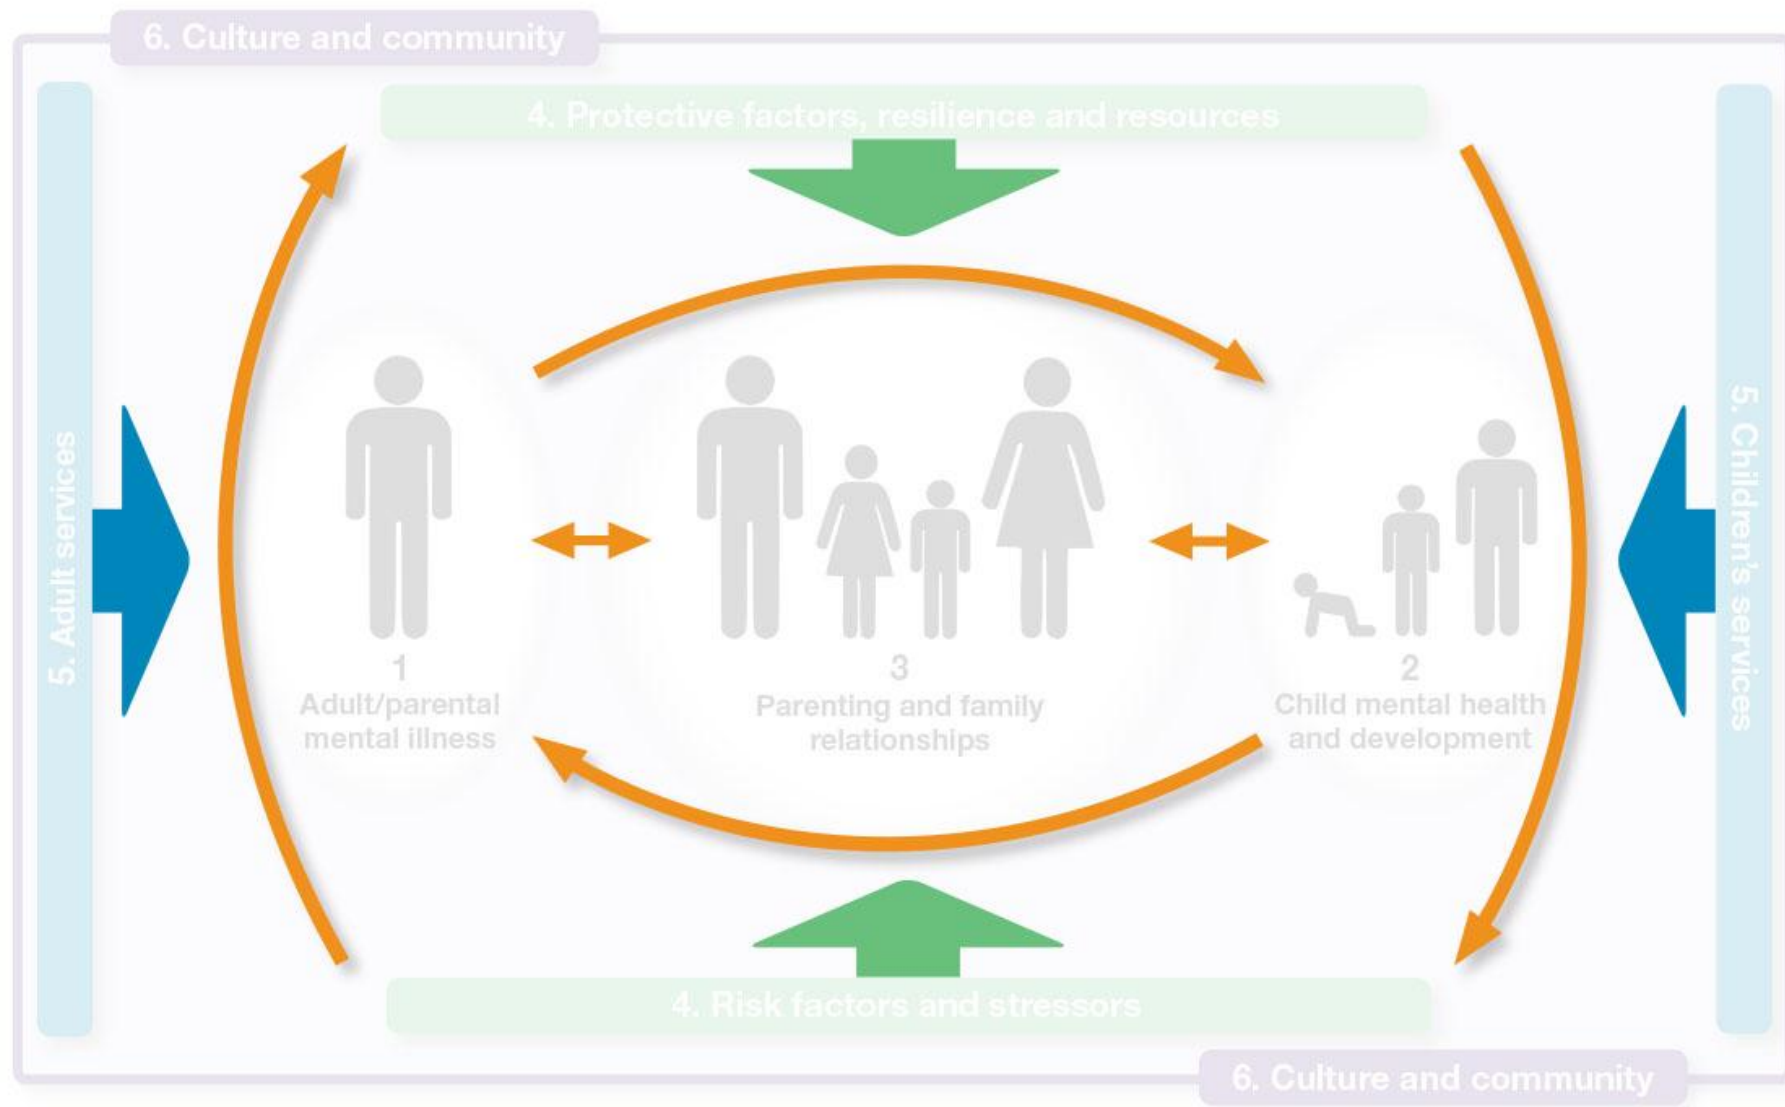 6. Culture and community
4. Protective factors, resilience and resources
5. Adult services
5. Children's services
1
Adult/parental
mental illness
3
Parenting and family
relationships
2
Child mental health
and development
4. Risk factors and stressors
6. Culture and community